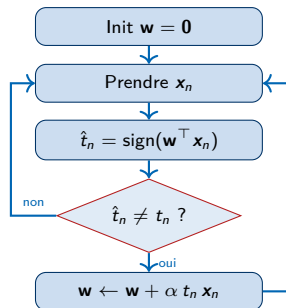 Init w = 0
Prendre xₙ
t̂ₙ = sign(w⊤xₙ)
non
t̂ₙ ≠ tₙ ?
oui
w ← w + α tₙ xₙ